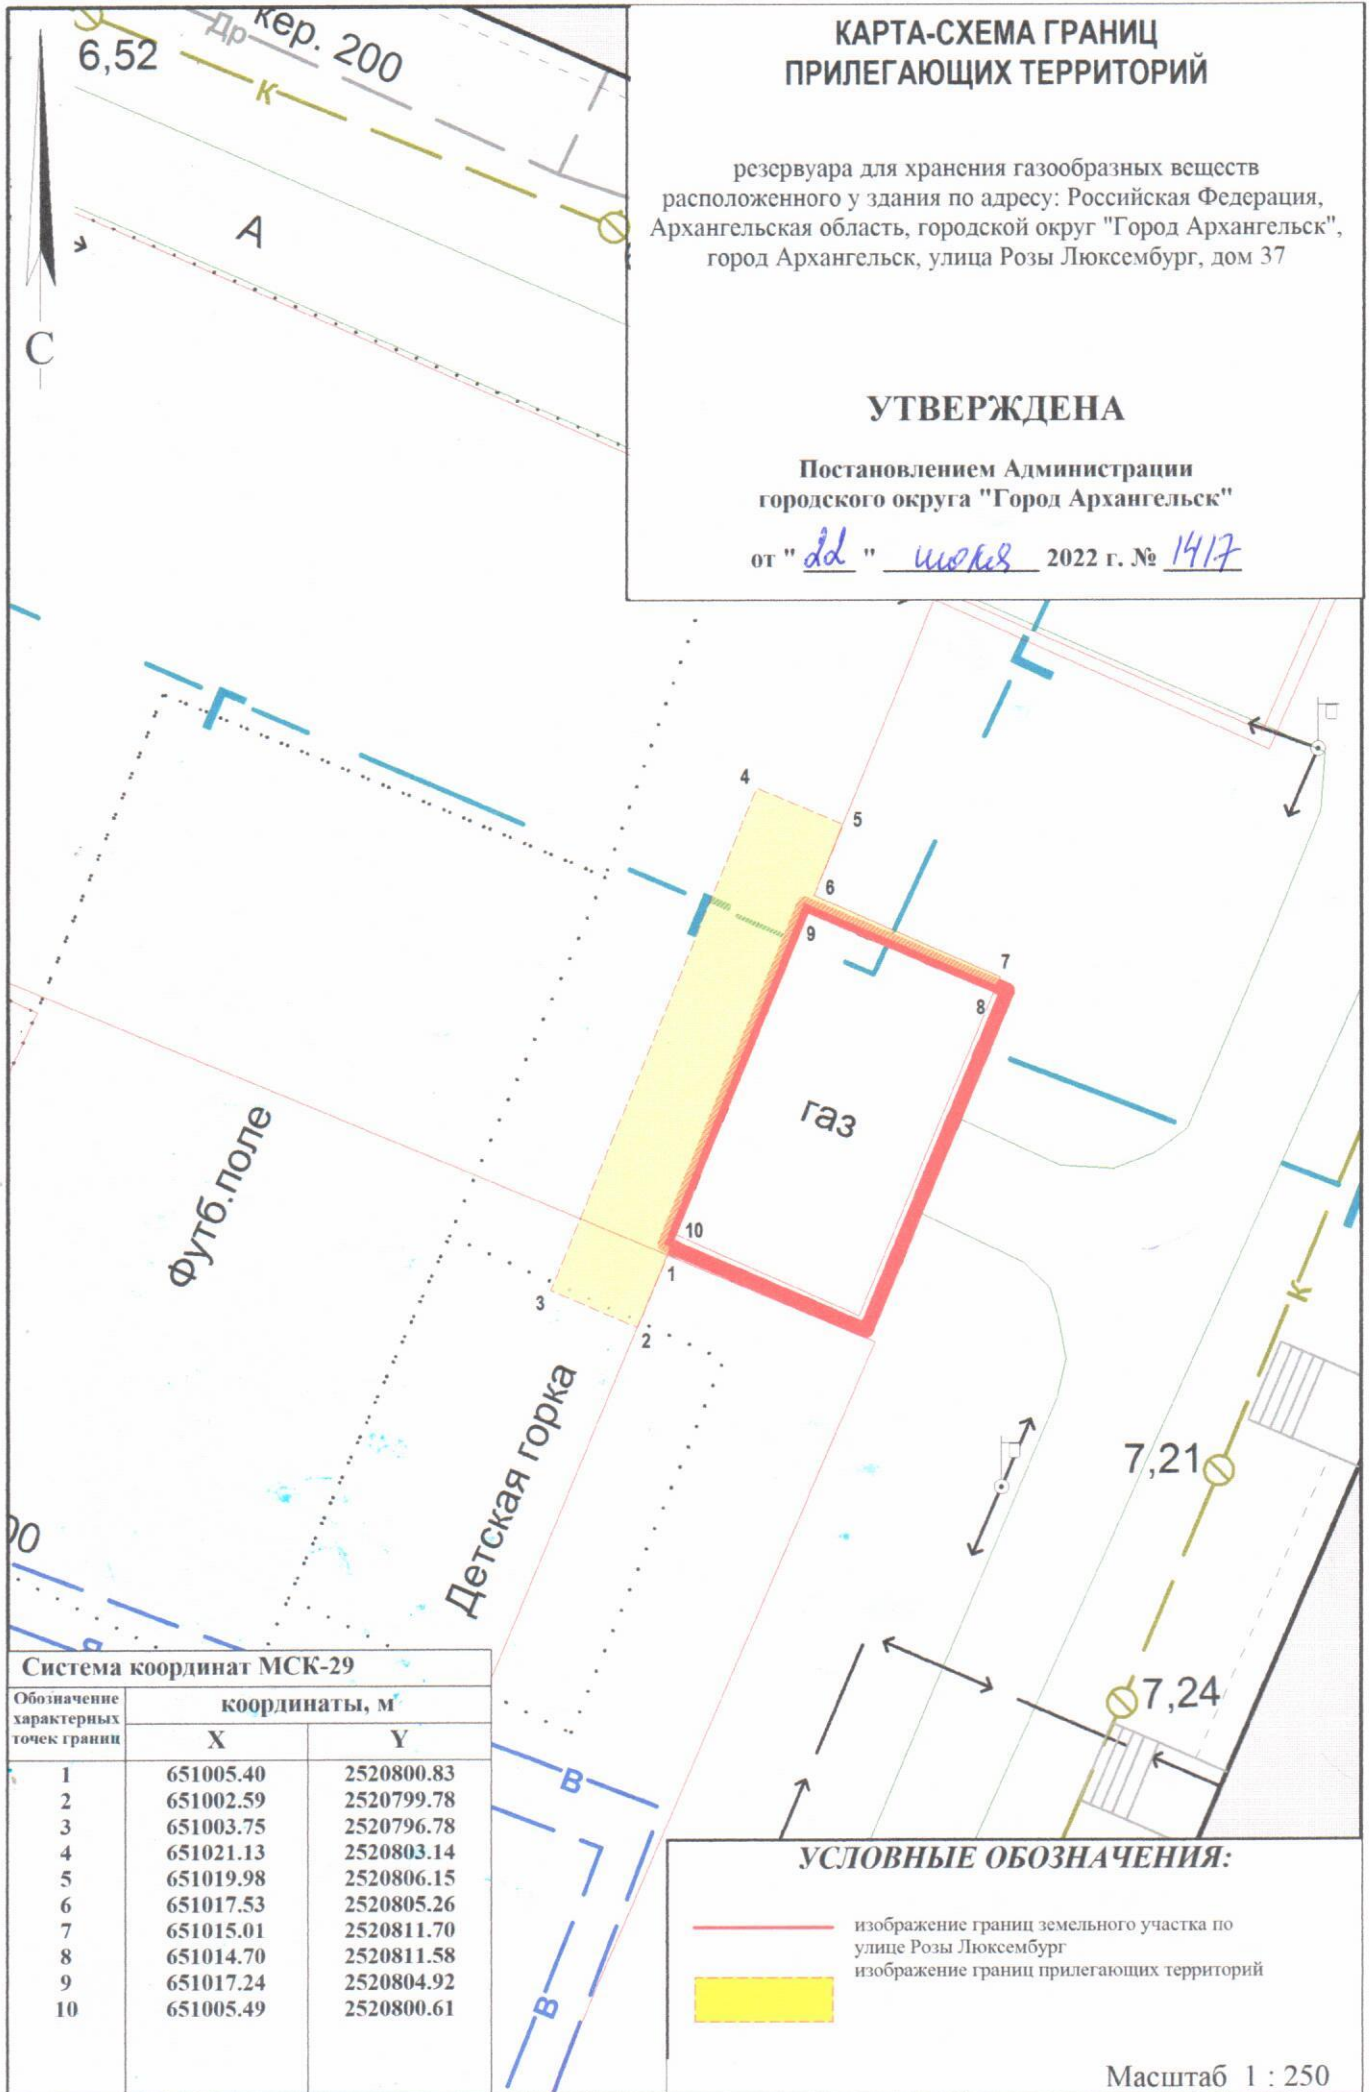 КАРТА-СХЕМА ГРАНИЦ
ПРИЛЕГАЮЩИХ ТЕРРИТОРИЙ
резервуара для хранения газообразных веществ
расположенного у здания по адресу: Российская Федерация,
Архангельская область, городской округ "Город Архангельск",
город Архангельск, улица Розы Люксембург, дом 37
УТВЕРЖДЕНА
Постановлением Администрации
городского округа "Город Архангельск"
от "22" июля 2022 г. № 1417
6,52
Др
кер. 200
К
А
С
4
5
6
9
7
8
газ
10
1
3
2
Футб.поле
Детская горка
К
7,21
7,24
00
В
В
В
Система координат МСК-29
Обозначение характерных точек границ координаты, м
X Y
1 651005.40 2520800.83
2 651002.59 2520799.78
3 651003.75 2520796.78
4 651021.13 2520803.14
5 651019.98 2520806.15
6 651017.53 2520805.26
7 651015.01 2520811.70
8 651014.70 2520811.58
9 651017.24 2520804.92
10 651005.49 2520800.61
УСЛОВНЫЕ ОБОЗНАЧЕНИЯ:
изображение границ земельного участка по
улице Розы Люксембург
изображение границ прилегающих территорий
Масштаб 1 : 250